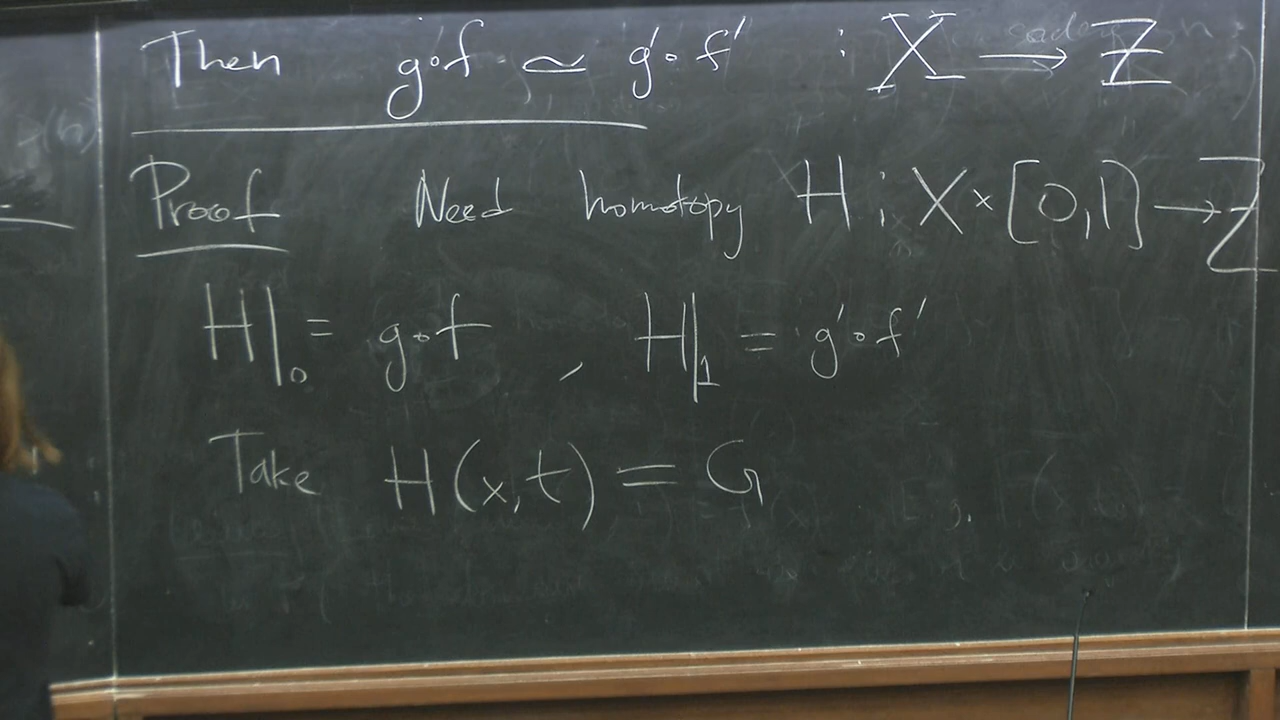 Then g∘f ≃ g'∘f' : X → Z
Proof Need homotopy H : X × [0,1] → Z
H|₀ = g∘f , H|₁ = g'∘f'
Take H(x,t) = G